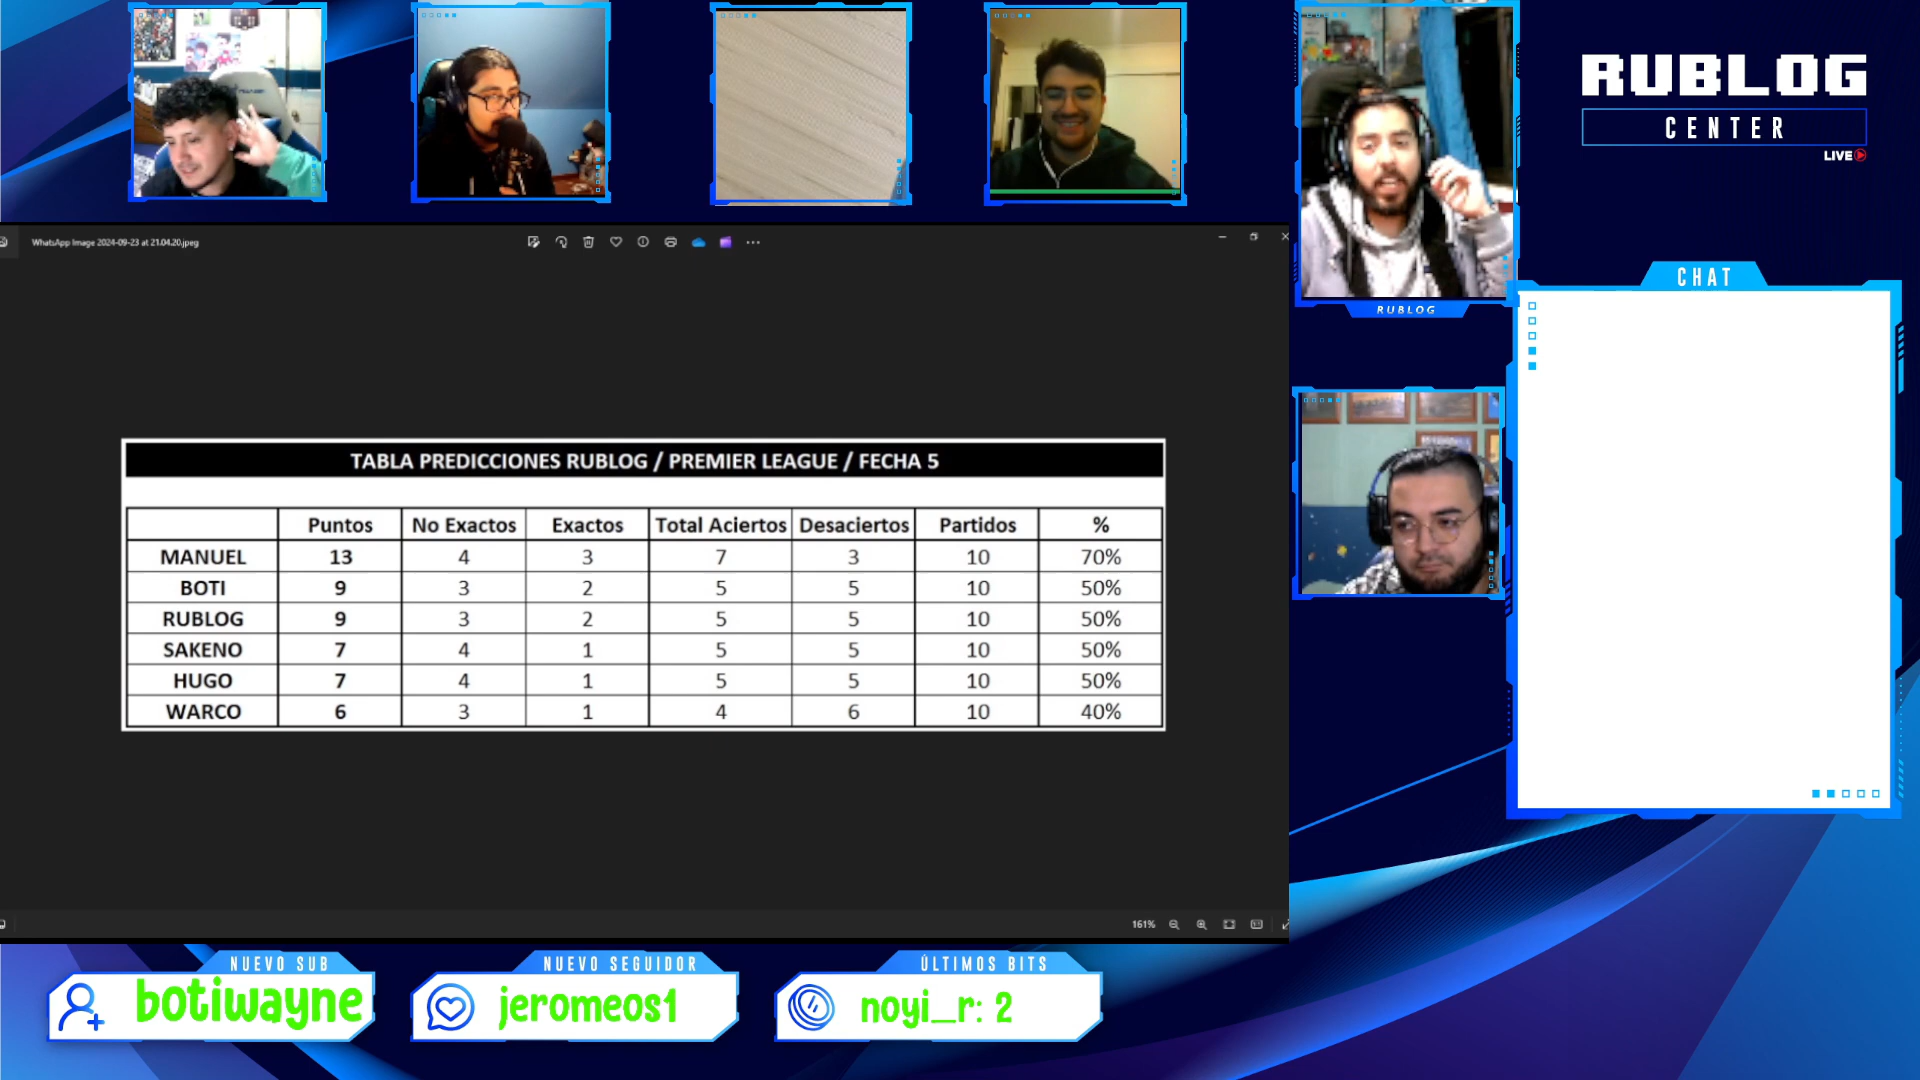 RUBLOG
CENTER
LIVE
WhatsApp Image 2024-09-23 at 21.04.20.jpeg
CHAT
RUBLOG
TABLA PREDICCIONES RUBLOG / PREMIER LEAGUE / FECHA 5
Puntos No Exactos Exactos Total Aciertos Desaciertos Partidos %
MANUEL 13 4 3 7 3 10 70%
BOTI 9 3 2 5 5 10 50%
RUBLOG 9 3 2 5 5 10 50%
SAKENO 7 4 1 5 5 10 50%
HUGO 7 4 1 5 5 10 50%
WARCO 6 3 1 4 6 10 40%
161%
NUEVO SUB
botiwayne
NUEVO SEGUIDOR
jeromeos1
ÚLTIMOS BITS
noyi_r: 2